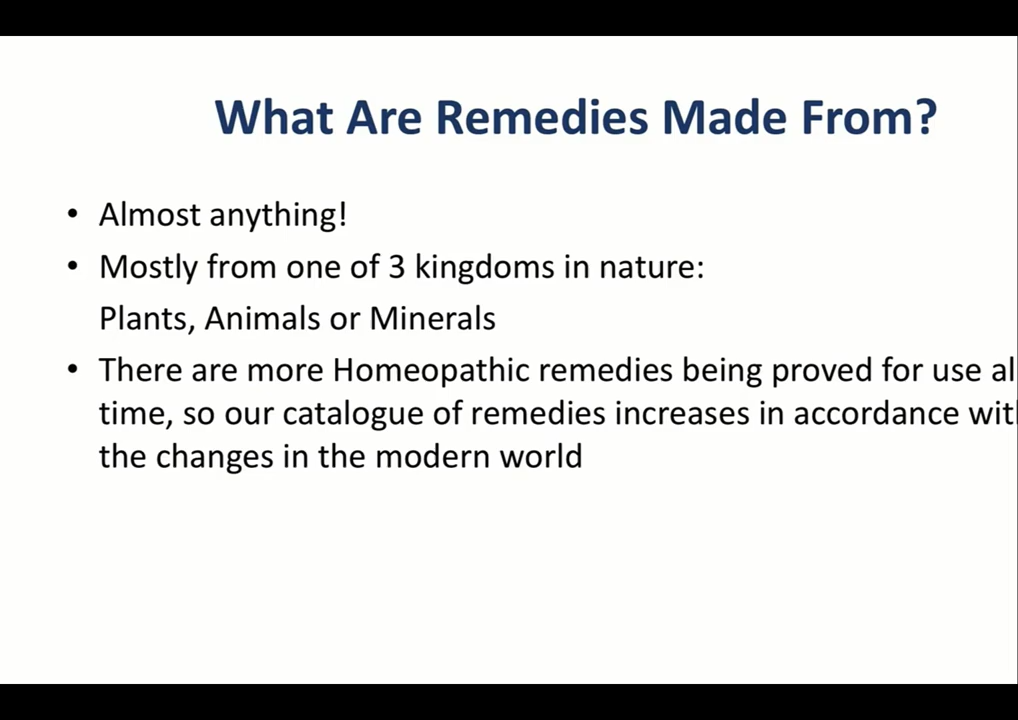 What Are Remedies Made From?
• Almost anything!
• Mostly from one of 3 kingdoms in nature:
Plants, Animals or Minerals
• There are more Homeopathic remedies being proved for use
time, so our catalogue of remedies increases in accordance
the changes in the modern world